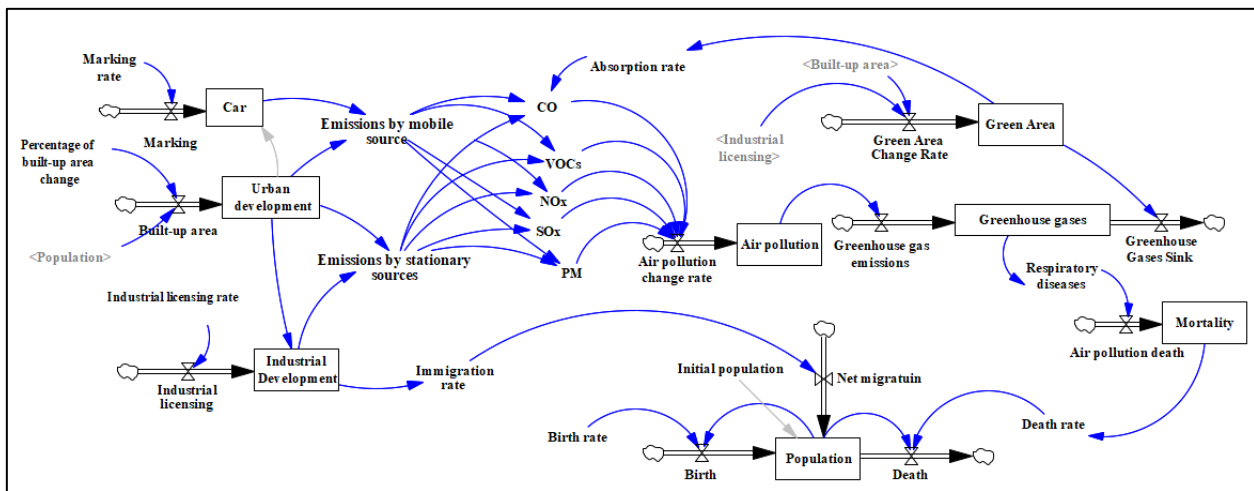 Marking
rate
Car
Marking
Percentage of
built-up area
change
Urban
development
Built-up area
<Population>
Industrial licensing rate
Industrial
licensing
Industrial
Development
Emissions by mobile
source
Emissions by stationary
sources
Immigration
rate
Absorption rate
CO
VOCs
NOx
SOx
PM
<Built-up area>
<Industrial
licensing>
Green Area
Change Rate
Green Area
Air pollution
change rate
Air pollution
Greenhouse gas
emissions
Greenhouse gases
Greenhouse
Gases Sink
Respiratory
diseases
Air pollution death
Mortality
Initial population
Net migratuin
Birth rate
Birth
Population
Death
Death rate